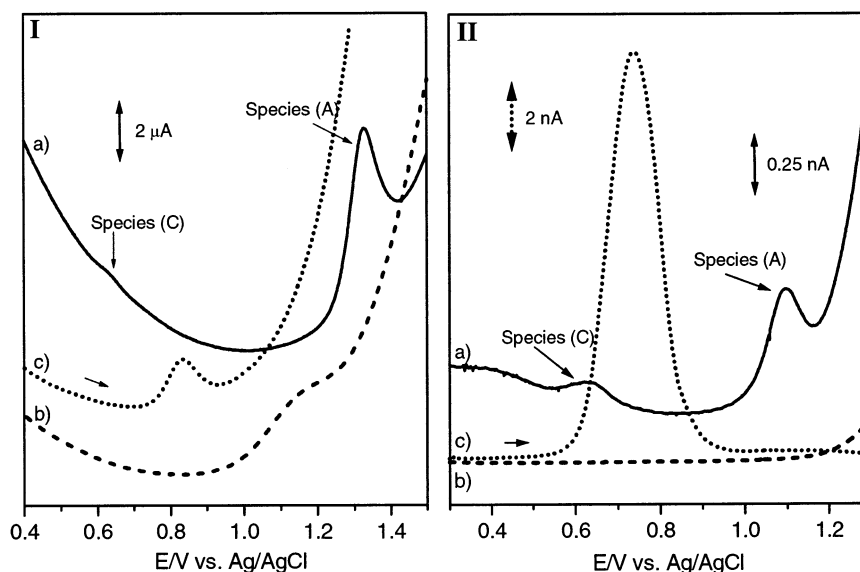 I
2 μA
Species (A)
a)
Species (C)
c)
b)
0.4 0.6 0.8 1.0 1.2 1.4
E/V vs. Ag/AgCl
II
2 nA
0.25 nA
Species (A)
Species (C)
a)
c)
b)
0.4 0.6 0.8 1.0 1.2
E/V vs. Ag/AgCl